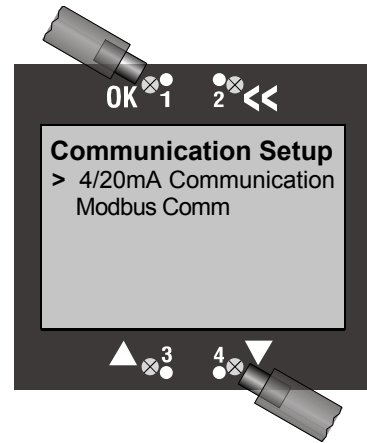 OK 1 2 <<
Communication Setup
> 4/20mA Communication
Modbus Comm
3 4